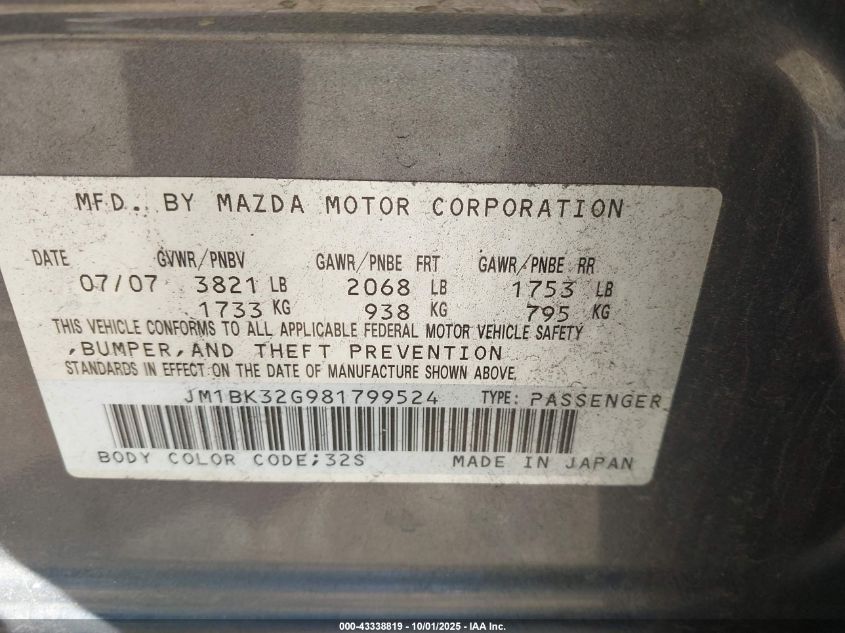 MFD. BY MAZDA MOTOR CORPORATION
DATE GVWR/PNBV GAWR/PNBE FRT GAWR/PNBE RR
07/07 3821 LB 2068 LB 1753 LB
1733 KG 938 KG 795 KG
THIS VEHICLE CONFORMS TO ALL APPLICABLE FEDERAL MOTOR VEHICLE SAFETY
,BUMPER,AND THEFT PREVENTION
STANDARDS IN EFFECT ON THE DATE OF MANUFACTURE SHOWN ABOVE.
JM1BK32G981799524 TYPE: PASSENGER
BODY COLOR CODE;32S MADE IN JAPAN
000-43338819 - 10/01/2025 - IAA Inc.